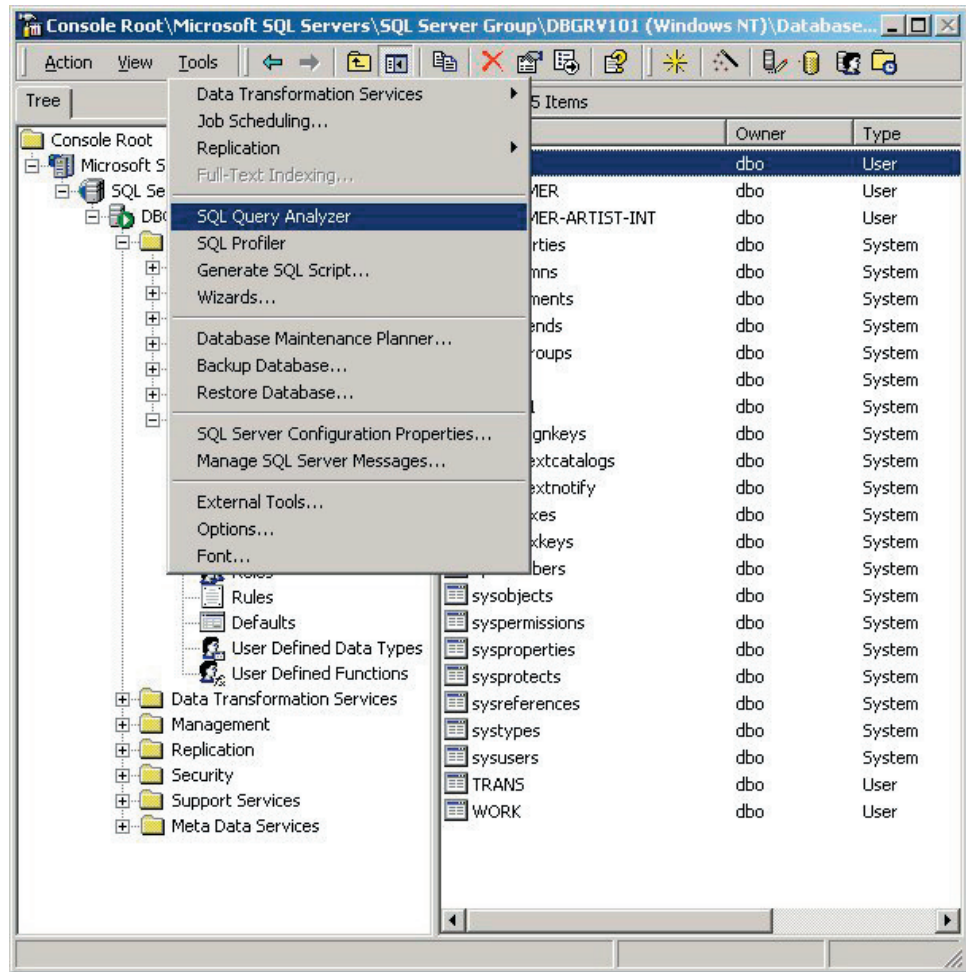 Console Root\Microsoft SQL Servers\SQL Server Group\DBGRV101 (Windows NT)\Database...
Action View Tools
Tree
5 Items
Data Transformation Services
Job Scheduling...
Replication
Full-Text Indexing...
SQL Query Analyzer
SQL Profiler
Generate SQL Script...
Wizards...
Database Maintenance Planner...
Backup Database...
Restore Database...
SQL Server Configuration Properties...
Manage SQL Server Messages...
External Tools...
Options...
Font...
Console Root
Microsoft S
SQL Se
DB
Rules
Defaults
User Defined Data Types
User Defined Functions
Data Transformation Services
Management
Replication
Security
Support Services
Meta Data Services
Owner Type
dbo User
MER dbo User
MER-ARTIST-INT dbo User
rties dbo System
mns dbo System
ments dbo System
ends dbo System
roups dbo System
dbo System
1 dbo System
gnkeys dbo System
extcatalogs dbo System
extnotify dbo System
xes dbo System
xkeys dbo System
bers dbo System
sysobjects dbo System
syspermissions dbo System
sysproperties dbo System
sysprotects dbo System
sysreferences dbo System
systypes dbo System
sysusers dbo System
TRANS dbo User
WORK dbo User